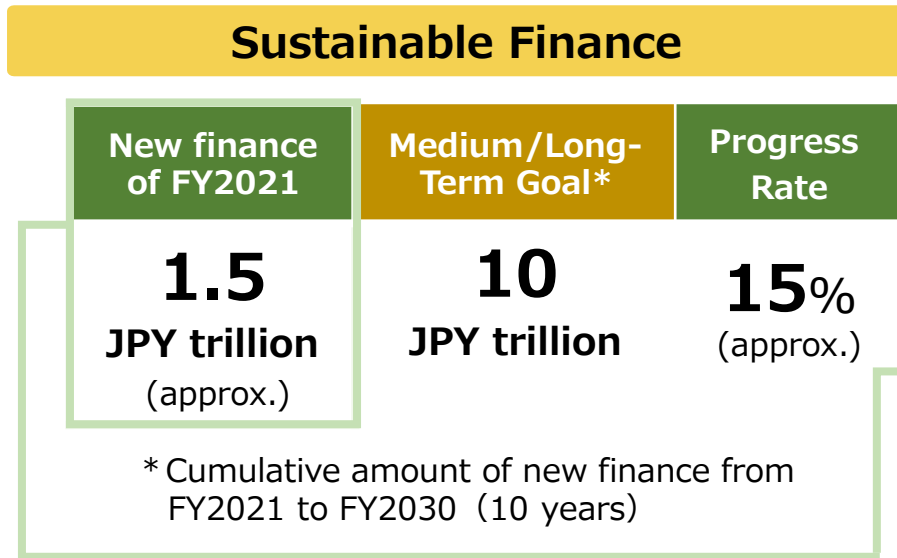 Sustainable Finance
New finance
of FY2021
Medium/Long-
Term Goal*
Progress
Rate
1.5
JPY trillion
(approx.)
10
JPY trillion
15%
(approx.)
* Cumulative amount of new finance from
FY2021 to FY2030（10 years）